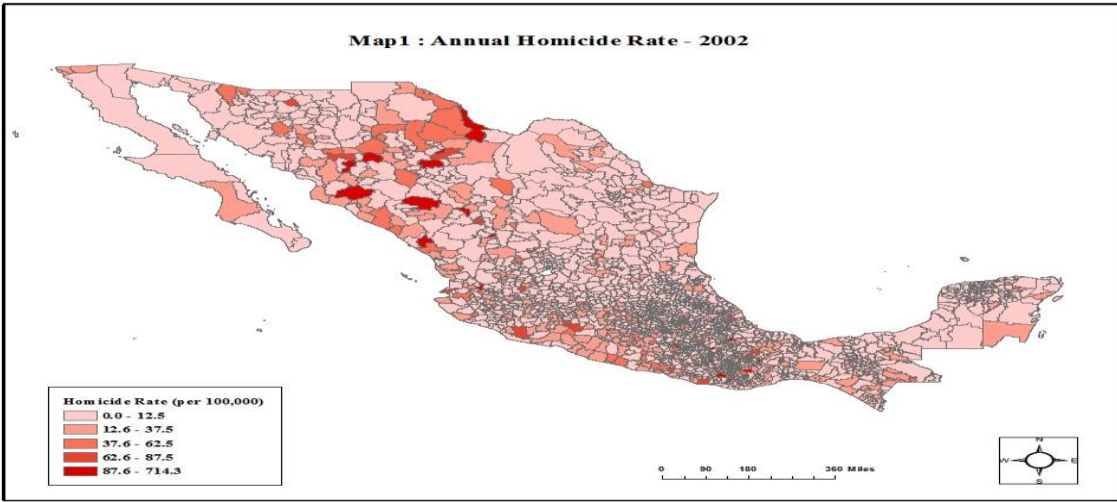 Map1 : Annual Homicide Rate - 2002
Homicide Rate (per 100,000)
0.0 - 12.5
12.6 - 37.5
37.6 - 62.5
62.6 - 87.5
87.6 - 714.3
0 90 180 360 Miles
N
W E
S